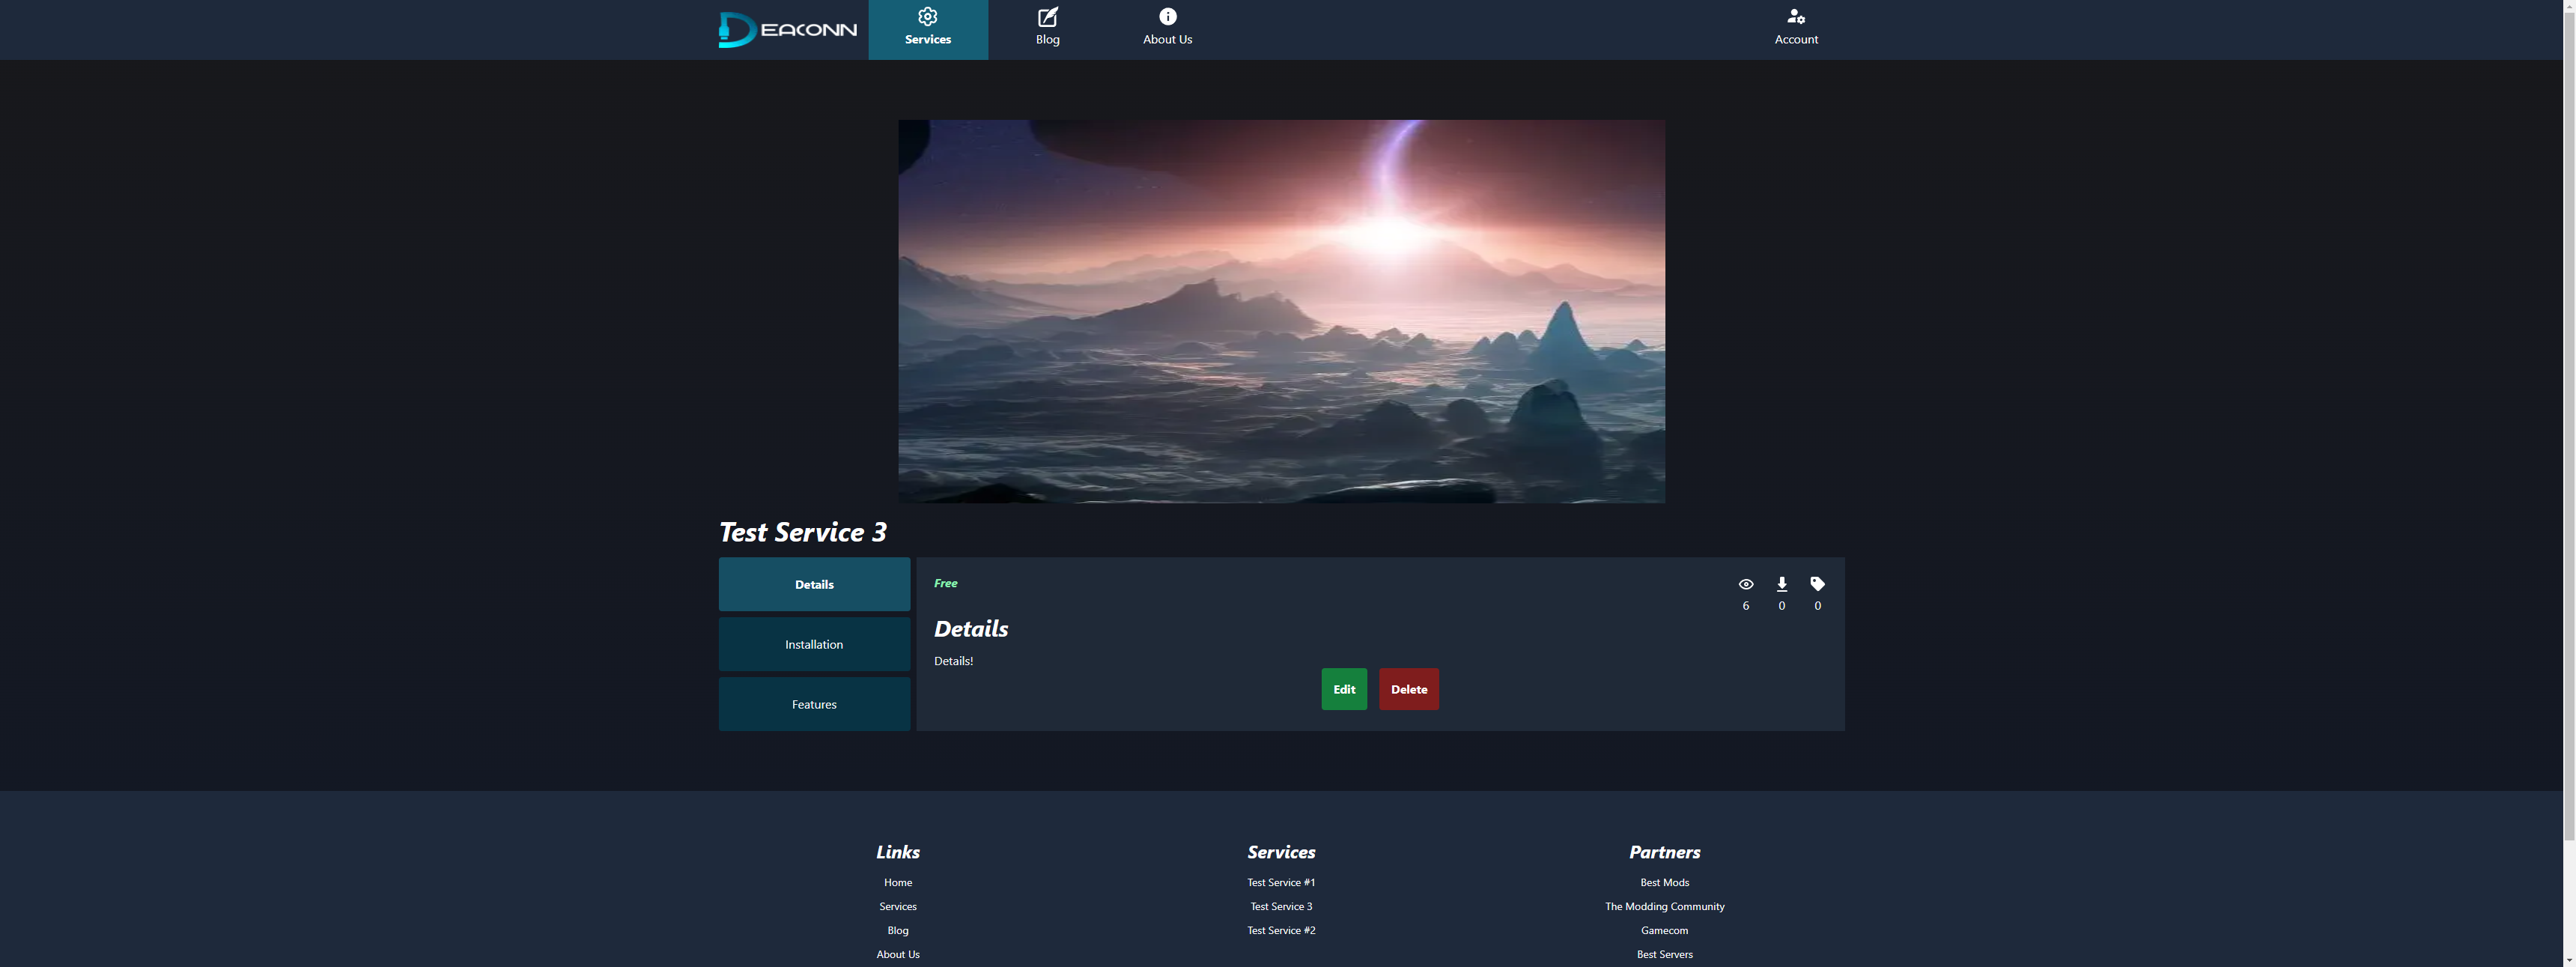 DEACONN
Services
Blog
About Us
Account
Test Service 3
Details
Installation
Features
Free
6
0
0
Details
Details!
Edit
Delete
Links
Home
Services
Blog
About Us
Services
Test Service #1
Test Service 3
Test Service #2
Partners
Best Mods
The Modding Community
Gamecom
Best Servers